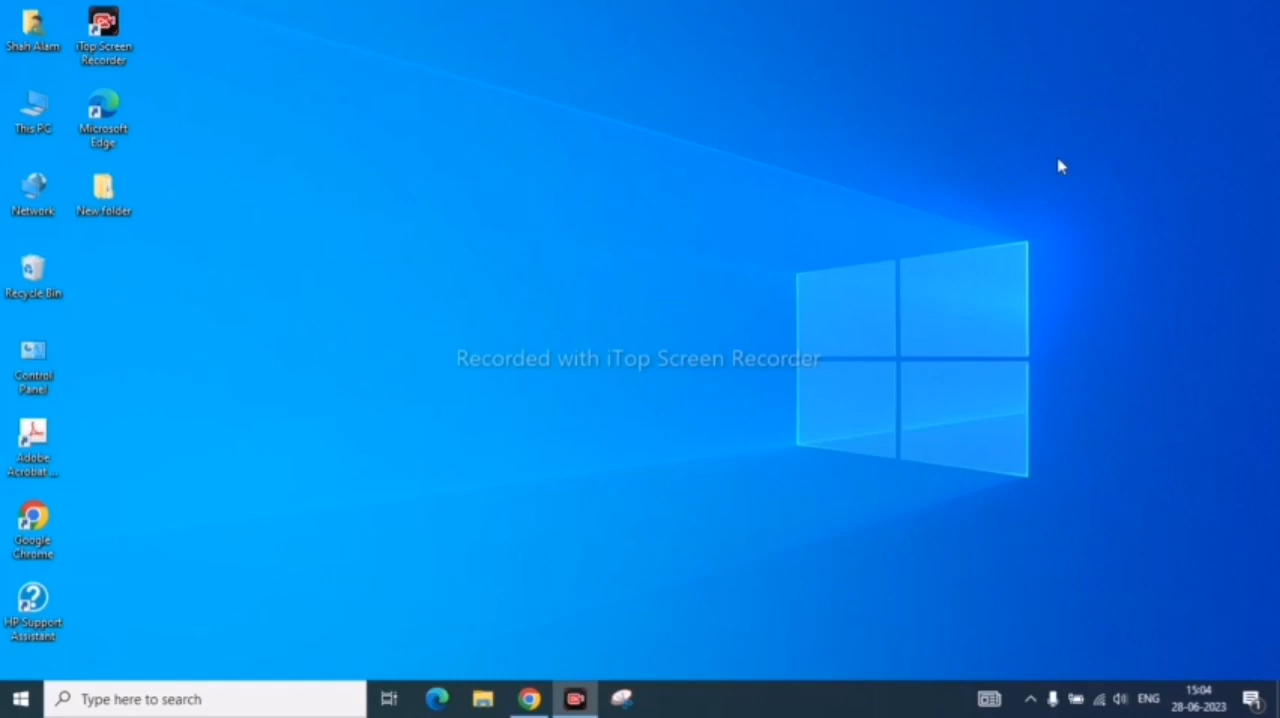 Shah Alam
iTop Screen
Recorder
This PC
Microsoft
Edge
Network
New folder
Recycle Bin
Control
Panel
Adobe
Acrobat ...
Google
Chrome
HP Support
Assistant
Recorded with iTop Screen Recorder
Type here to search
ENG
15:04
28-06-2023
1